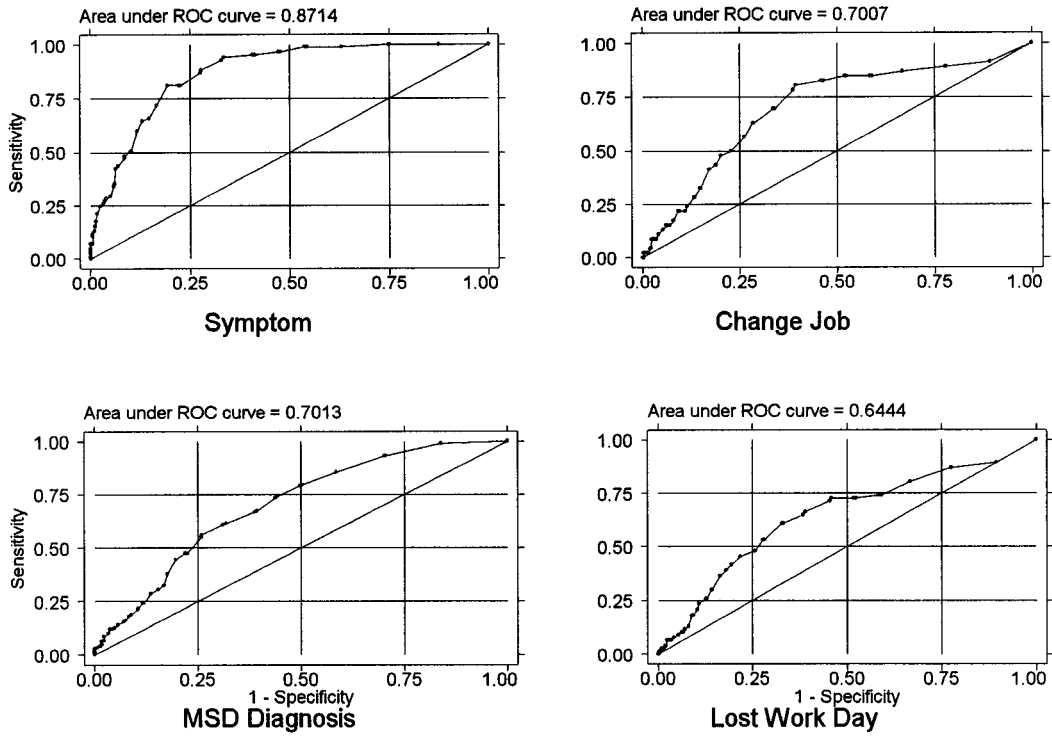 Area under ROC curve = 0.8714
Sensitivity
1.00
0.75
0.50
0.25
0.00
0.00 0.25 0.50 0.75 1.00
Symptom
Area under ROC curve = 0.7007
1.00
0.75
0.50
0.25
0.00
0.00 0.25 0.50 0.75 1.00
Change Job
Area under ROC curve = 0.7013
Sensitivity
1.00
0.75
0.50
0.25
0.00
0.00 0.25 0.50 0.75 1.00
1 - Specificity
MSD Diagnosis
Area under ROC curve = 0.6444
1.00
0.75
0.50
0.25
0.00
0.00 0.25 0.50 0.75 1.00
1 - Specificity
Lost Work Day